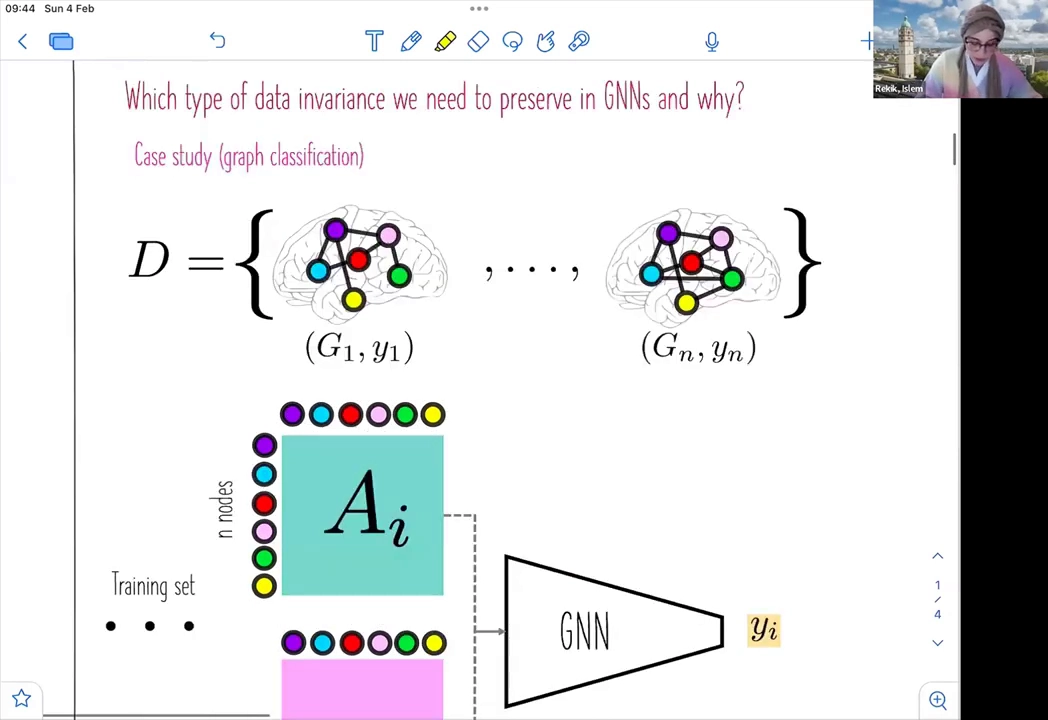 09:44 Sun 4 Feb
Rekik, Islem
Which type of data invariance we need to preserve in GNNs and why?
Case study (graph classification)
D = { , . . . , }
(G₁, y₁) (Gₙ, yₙ)
n nodes
Aᵢ
Training set
GNN
yᵢ
1
/
4